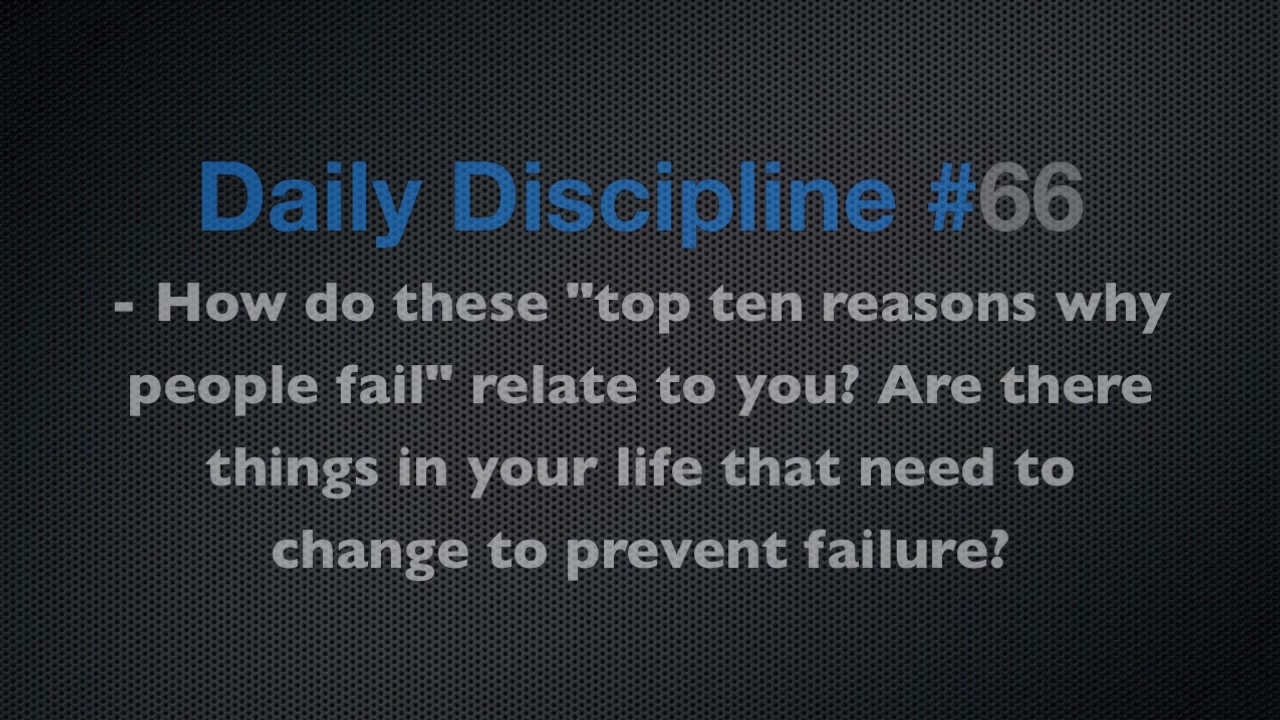 Daily Discipline #66
- How do these "top ten reasons why
people fail" relate to you? Are there
things in your life that need to
change to prevent failure?